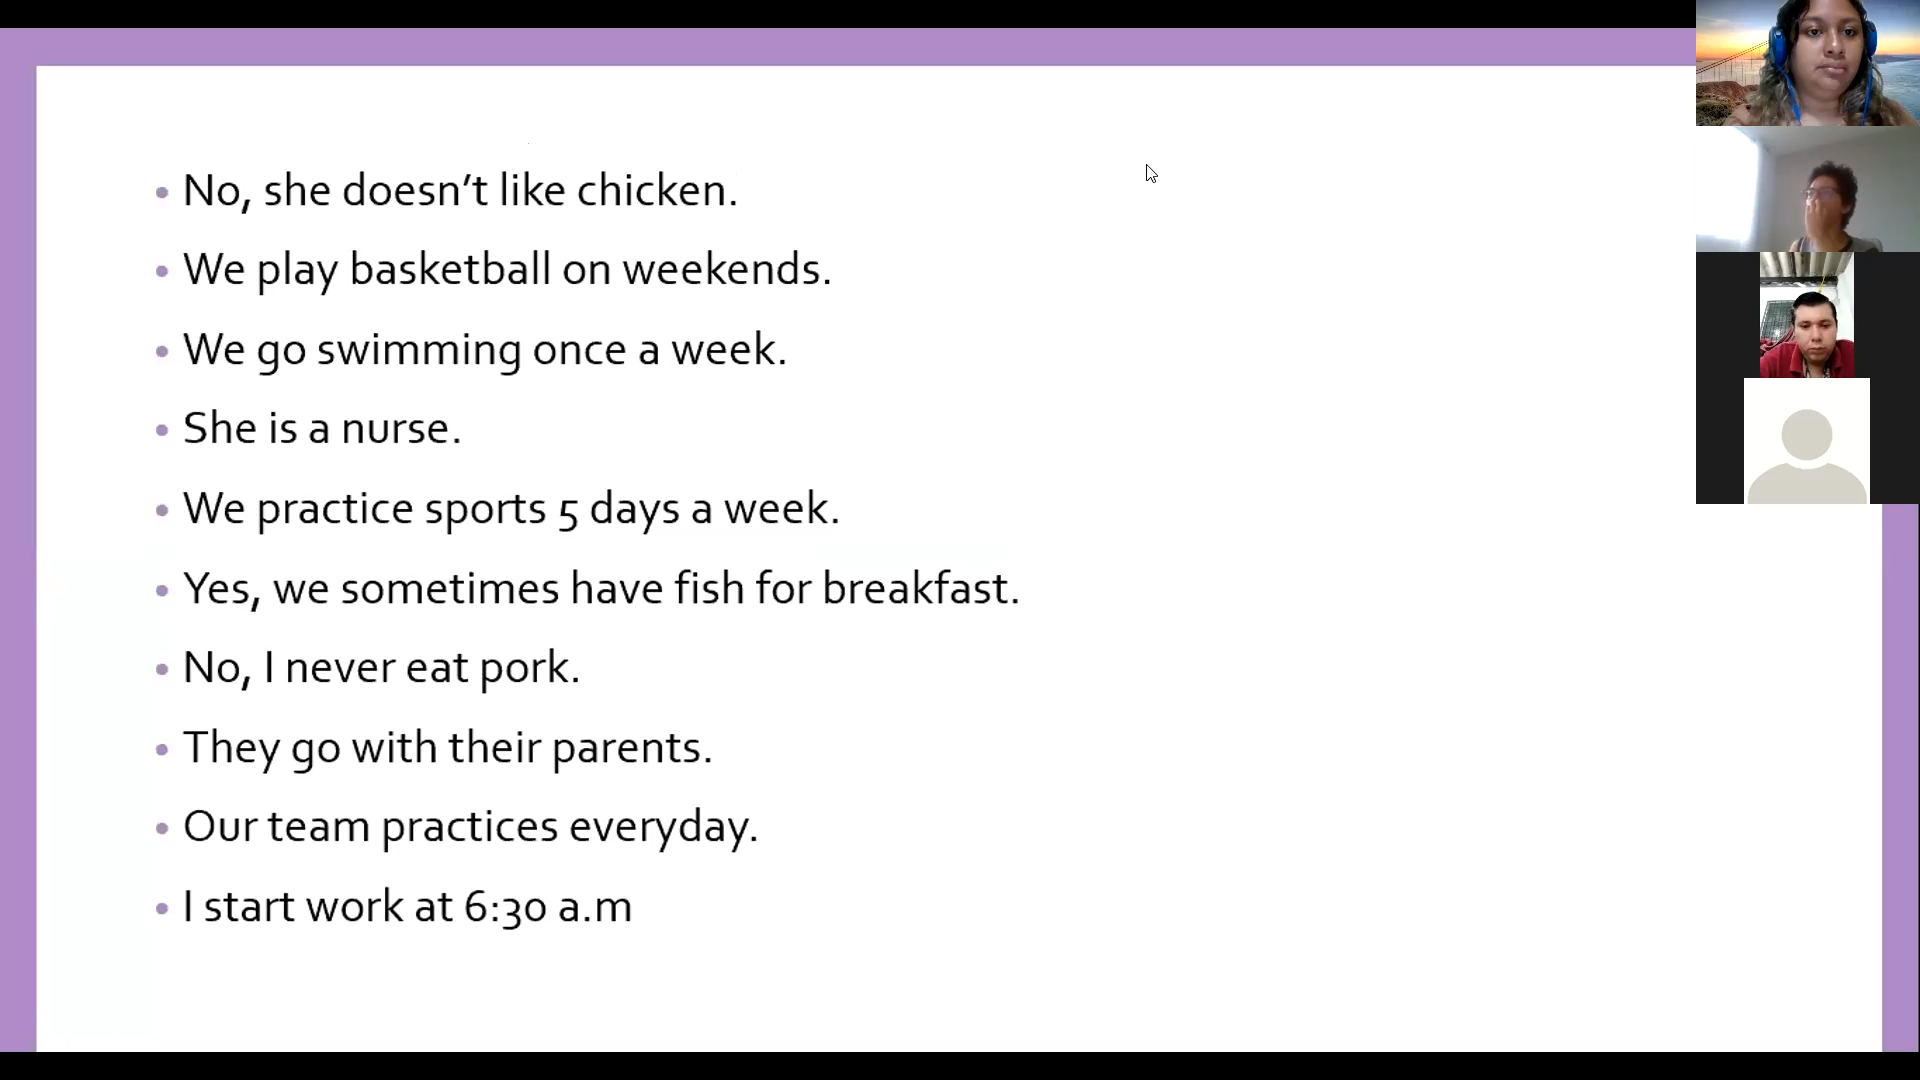 • No, she doesn’t like chicken.
• We play basketball on weekends.
• We go swimming once a week.
• She is a nurse.
• We practice sports 5 days a week.
• Yes, we sometimes have fish for breakfast.
• No, I never eat pork.
• They go with their parents.
• Our team practices everyday.
• I start work at 6:30 a.m